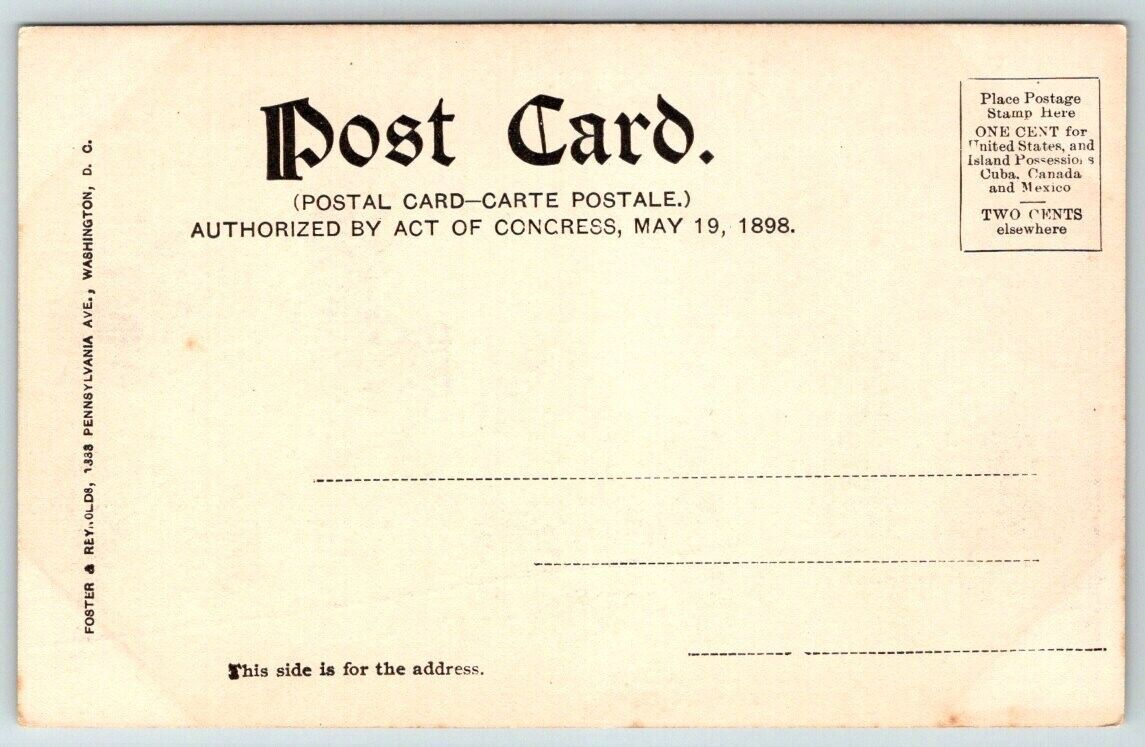 Post Card.
(POSTAL CARD—CARTE POSTALE.)
AUTHORIZED BY ACT OF CONCRESS, MAY 19, 1898.
Place Postage
Stamp Here
ONE CENT for
United States, and
Island Possessions
Cuba, Canada
and Mexico
TWO CENTS
elsewhere
FOSTER & REYNOLDS, 1333 PENNSYLVANIA AVE., WASHINGTON, D. C.
This side is for the address.